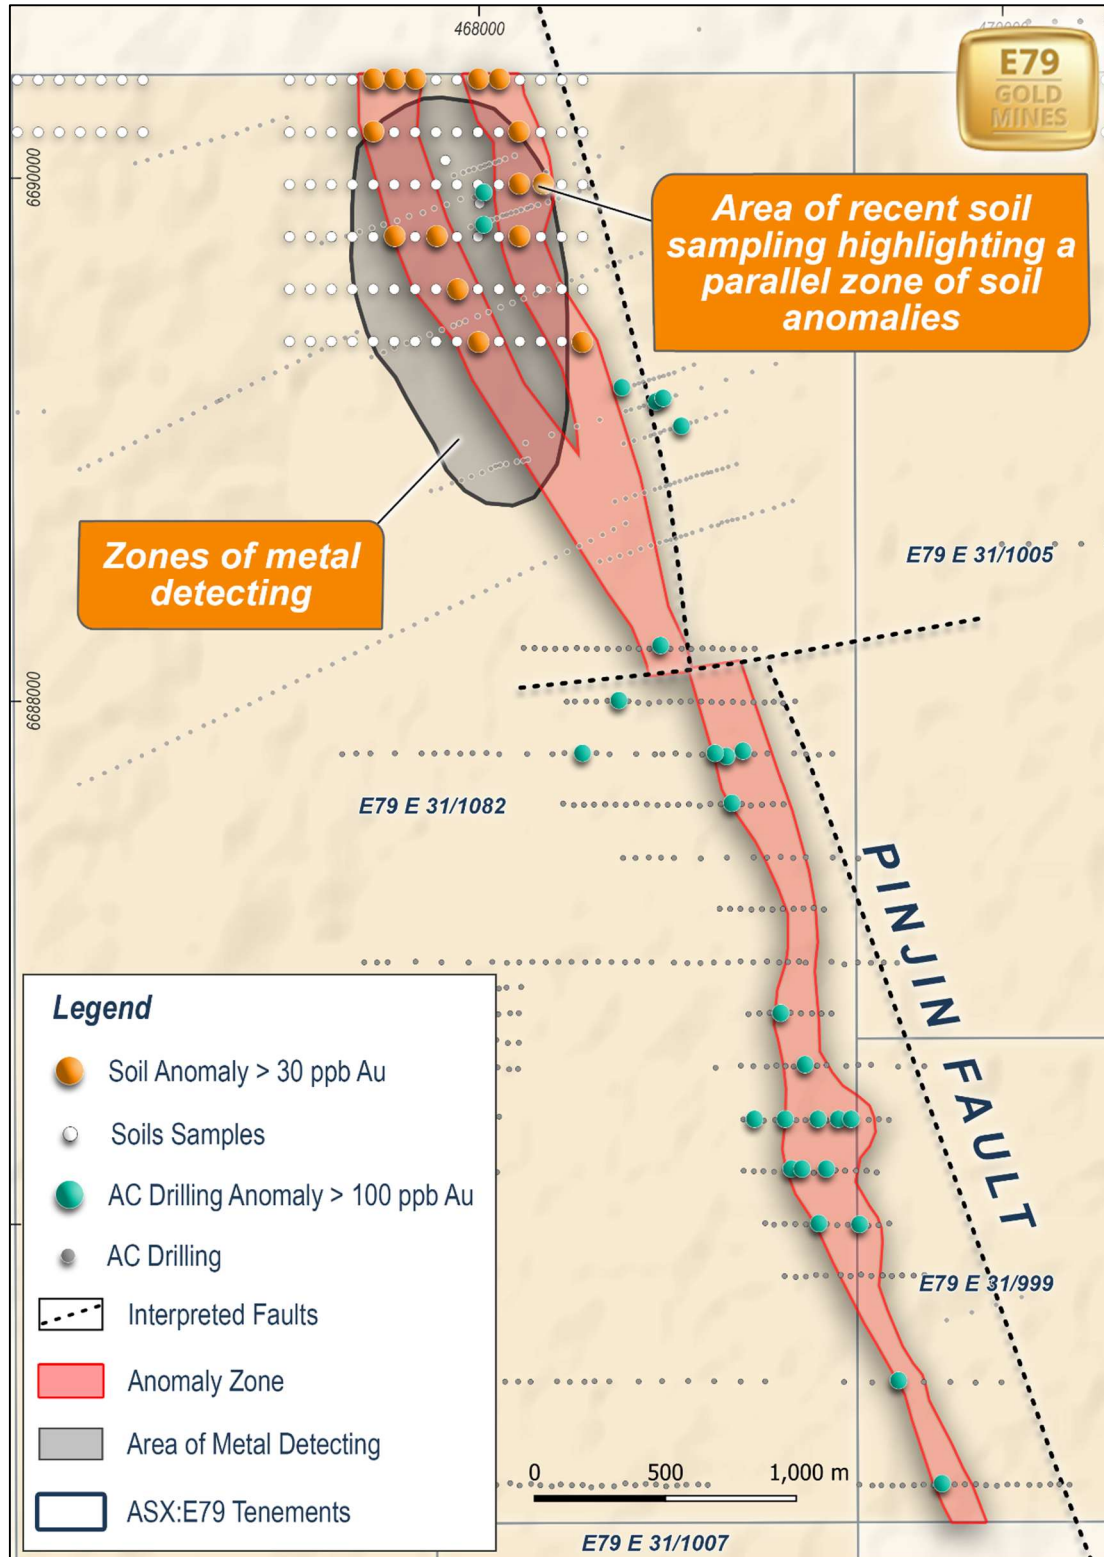 468000
470000
E79
GOLD
MINES
6690000
Area of recent soil
sampling highlighting a
parallel zone of soil
anomalies
Zones of metal
detecting
E79 E 31/1005
6688000
E79 E 31/1082
PINJIN FAULT
Legend
Soil Anomaly > 30 ppb Au
Soils Samples
AC Drilling Anomaly > 100 ppb Au
AC Drilling
Interpreted Faults
Anomaly Zone
Area of Metal Detecting
ASX:E79 Tenements
E79 E 31/999
0 500 1,000 m
E79 E 31/1007